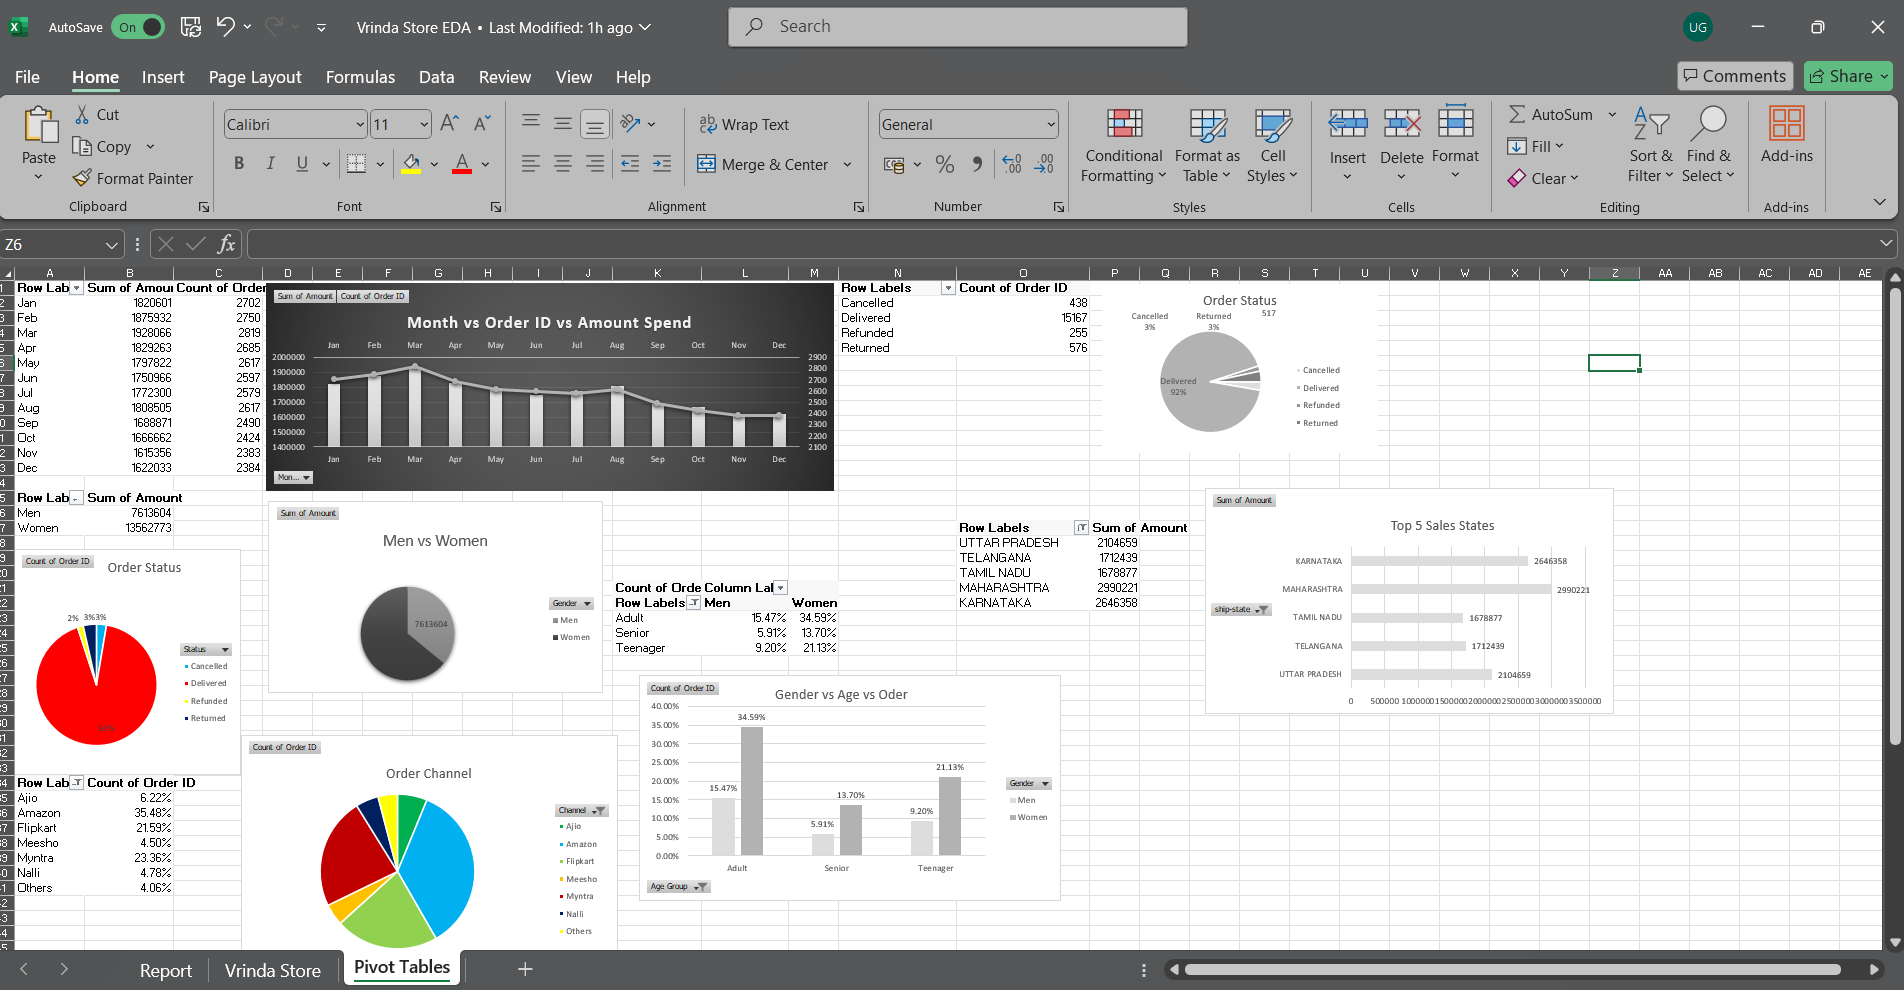 AutoSave On Vrinda Store EDA • Last Modified: 1h ago Search UG
File Home Insert Page Layout Formulas Data Review View Help Comments Share
Paste Cut Copy Format Painter Clipboard
Calibri 11 A A B I U A Font
Wrap Text Merge & Center Alignment
General % Number
Conditional Formatting Format as Table Cell Styles Styles
Insert Delete Format Cells
AutoSum Fill Clear Sort & Filter Find & Select Editing
Add-ins Add-ins
Z6 fx
A B C D E F G H I J K L M N O P Q R S T U V W X Y Z AA AB AC AD AE
Row Lab Sum of Amou Count of Order
Jan 1820601 2702
Feb 1875932 2750
Mar 1928066 2819
Apr 1829263 2685
May 1797822 2617
Jun 1750966 2597
Jul 1772300 2579
Aug 1808505 2617
Sep 1688871 2490
Oct 1666662 2424
Nov 1615356 2383
Dec 1622033 2384
Sum of Amount Count of Order ID
Month vs Order ID vs Amount Spend
Jan Feb Mar Apr May Jun Jul Aug Sep Oct Nov Dec
2000000 2900
1900000 2800
1800000 2700
1700000 2600
1600000 2500
1500000 2400
1400000 2300
2200
2100
Jan Feb Mar Apr May Jun Jul Aug Sep Oct Nov Dec
Mon...
Row Labels Count of Order ID
Cancelled 438
Delivered 15167
Refunded 255
Returned 576
Order Status
Cancelled 3%
Returned 3%
517
Delivered 92%
Cancelled
Delivered
Refunded
Returned
Row Lab Sum of Amount
Men 7613604
Women 13562773
Count of Order ID
Order Status
2% 3% 3%
92%
Status
Cancelled
Delivered
Refunded
Returned
Sum of Amount
Men vs Women
7613604
Gender
Men
Women
Count of Orde Column Lal
Row Labels Men Women
Adult 15.47% 34.59%
Senior 5.91% 13.70%
Teenager 9.20% 21.13%
Row Labels Sum of Amount
UTTAR PRADESH 2104659
TELANGANA 1712439
TAMIL NADU 1678877
MAHARASHTRA 2990221
KARNATAKA 2646358
Sum of Amount
Top 5 Sales States
KARNATAKA 2646358
MAHARASHTRA 2990221
ship-state
TAMIL NADU 1678877
TELANGANA 1712439
UTTAR PRADESH 2104659
0 500000 1000000 1500000 2000000 2500000 3000000 3500000
Count of Order ID
Gender vs Age vs Oder
40.00%
35.00%
30.00%
25.00%
20.00%
15.00%
10.00%
5.00%
0.00%
15.47% 34.59% 5.91% 13.70% 9.20% 21.13%
Adult Senior Teenager
Gender
Men
Women
Age Group
Row Lab Count of Order ID
Ajio 6.22%
Amazon 35.48%
Flipkart 21.59%
Meesho 4.50%
Myntra 23.36%
Nalli 4.78%
Others 4.06%
Count of Order ID
Order Channel
Channel
Ajio
Amazon
Flipkart
Meesho
Myntra
Nalli
Others
Report Vrinda Store Pivot Tables